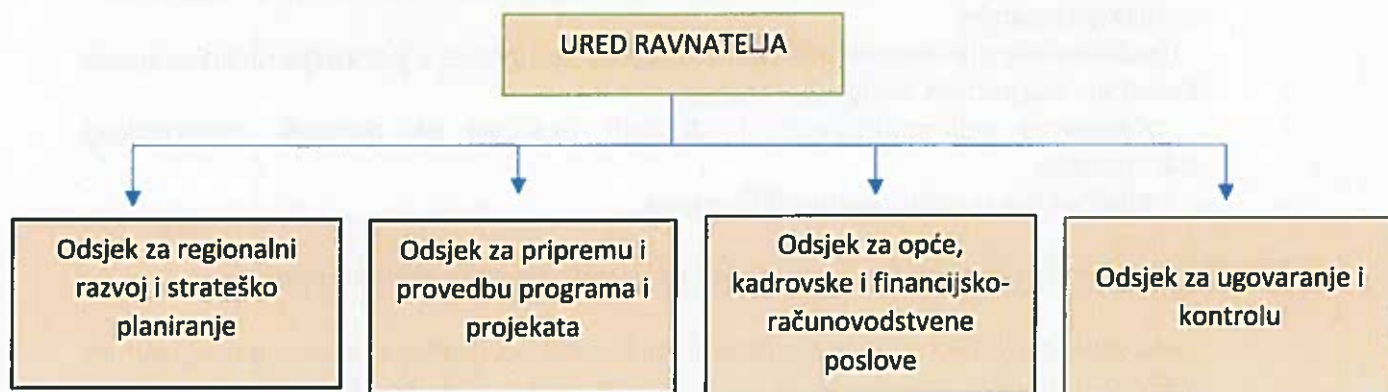 URED RAVNATELJA
Odsjek za regionalni
razvoj i strateško
planiranje
Odsjek za pripremu i
provedbu programa i
projekata
Odsjek za opće,
kadrovske i financijsko-
računovodstvene
poslove
Odsjek za ugovaranje i
kontrolu